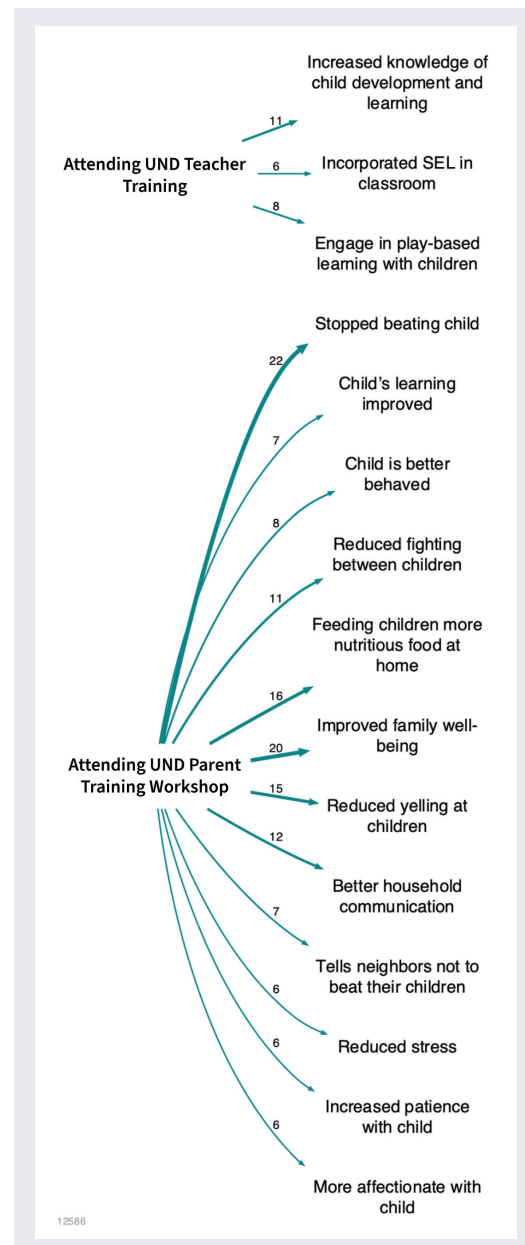 Increased knowledge of
child development and
learning
11
Attending UND Teacher
Training
6
Incorporated SEL in
classroom
8
Engage in play-based
learning with children
Stopped beating child
22
Child's learning
improved
7
Child is better
behaved
8
Reduced fighting
between children
11
Feeding children more
nutritious food at
home
16
Improved family well-
being
20
Attending UND Parent
Training Workshop
15
Reduced yelling at
children
12
Better household
communication
7
Tells neighbors not to
beat their children
6
Reduced stress
6
Increased patience
with child
6
More affectionate with
child
12586